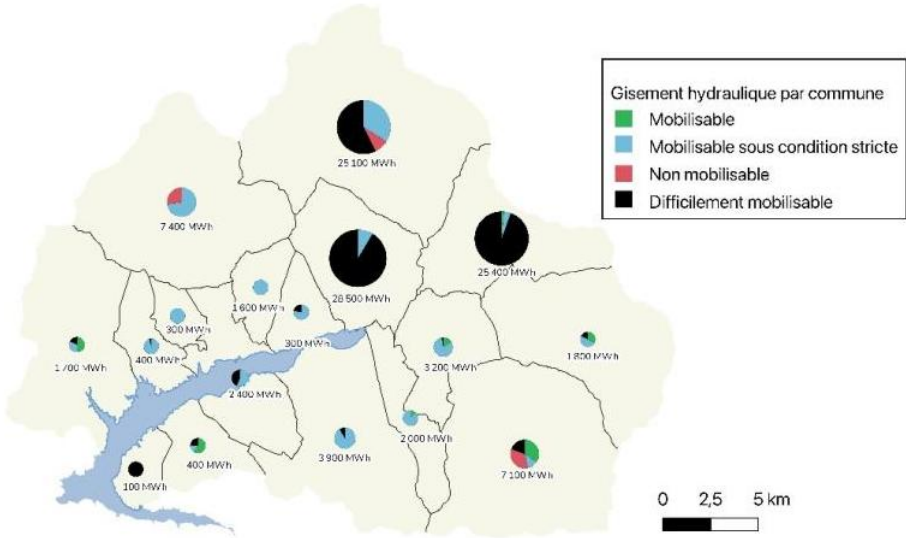 Gisement hydraulique par commune
Mobilisable
Mobilisable sous condition stricte
Non mobilisable
Difficilement mobilisable
25 100 MWh
7 400 MWh
25 400 MWh
28 500 MWh
1 600 MWh
300 MWh
300 MWh
400 MWh
1 700 MWh
3 200 MWh
1 800 MWh
2 400 MWh
2 000 MWh
3 900 MWh
400 MWh
7 100 MWh
100 MWh
0 2,5 5 km